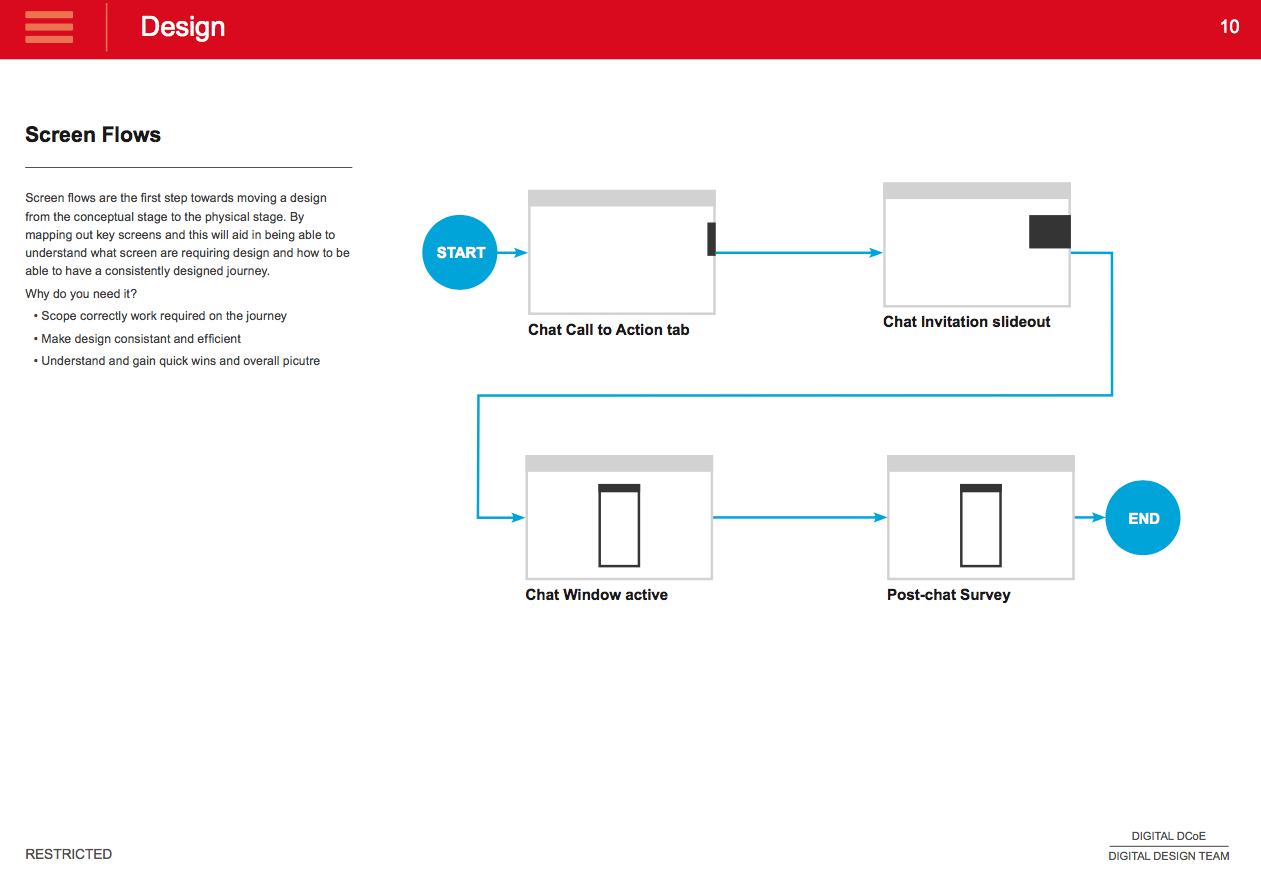 Design
10
Screen Flows
Screen flows are the first step towards moving a design
from the conceptual stage to the physical stage. By
mapping out key screens and this will aid in being able to
understand what screen are requiring design and how to be
able to have a consistently designed journey.
Why do you need it?
• Scope correctly work required on the journey
• Make design consistant and efficient
• Understand and gain quick wins and overall picutre
START
Chat Call to Action tab
Chat Invitation slideout
Chat Window active
Post-chat Survey
END
RESTRICTED
DIGITAL DCoE
DIGITAL DESIGN TEAM